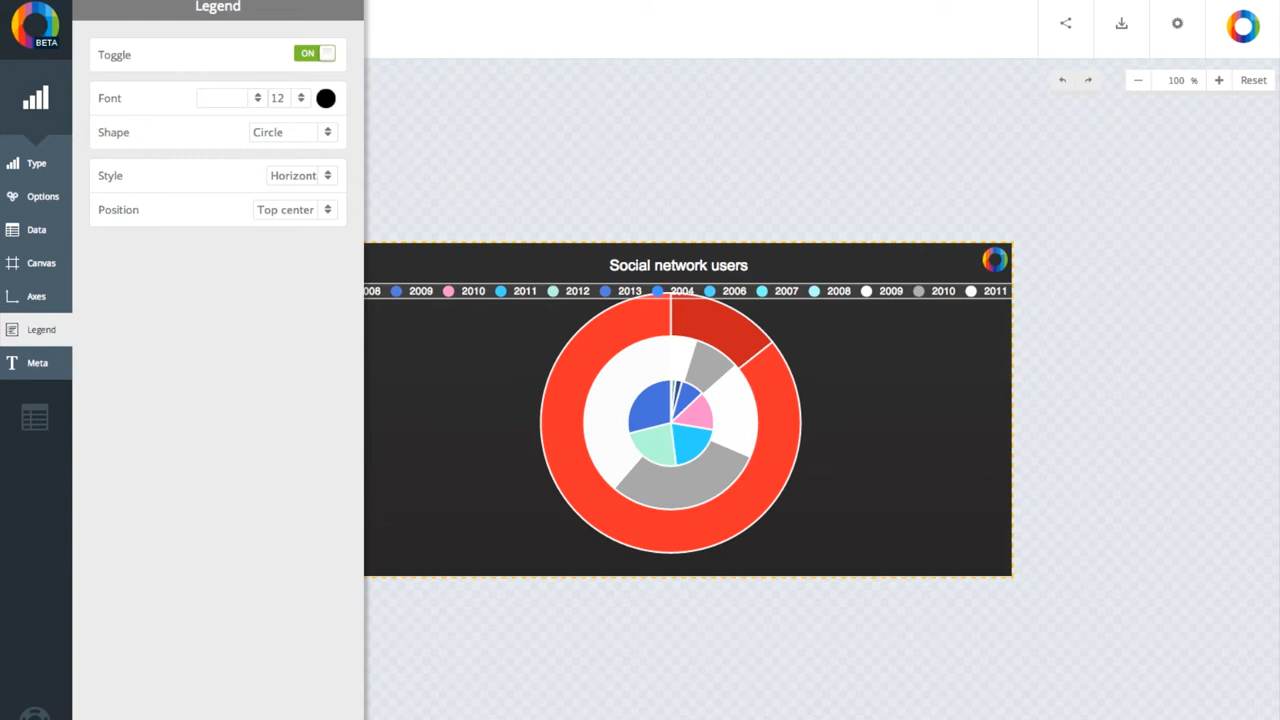 Legend
BETA
Toggle
ON
Font
12
Shape
Circle
Style
Horizont
Position
Top center
Type
Options
Data
Canvas
Axes
Legend
Meta
100 %
Reset
Social network users
008 2009 2010 2011 2012 2013 2004 2006 2007 2008 2009 2010 2011